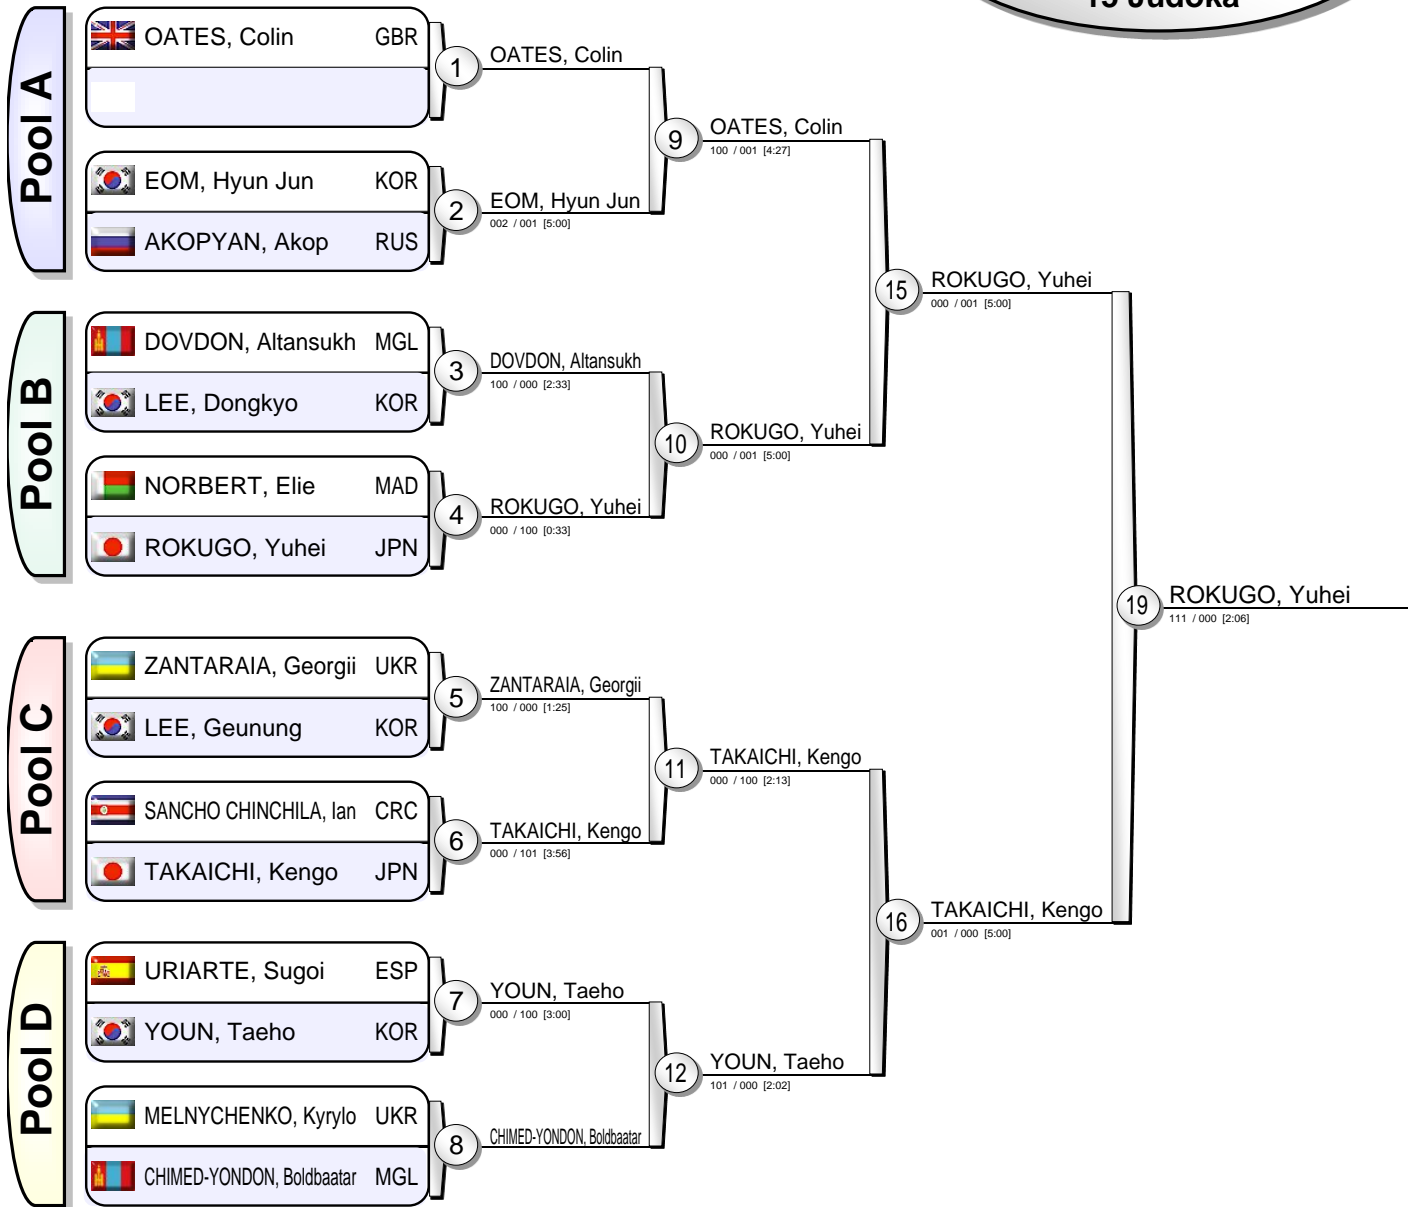 15 Judoka
Pool A
OATES, Colin GBR
1
OATES, Colin
EOM, Hyun Jun KOR
AKOPYAN, Akop RUS
2
EOM, Hyun Jun
002 / 001 [5:00]
9
OATES, Colin
100 / 001 [4:27]
Pool B
DOVDON, Altansukh MGL
LEE, Dongkyo KOR
3
DOVDON, Altansukh
100 / 000 [2:33]
NORBERT, Elie MAD
ROKUGO, Yuhei JPN
4
ROKUGO, Yuhei
000 / 100 [0:33]
10
ROKUGO, Yuhei
000 / 001 [5:00]
15
ROKUGO, Yuhei
000 / 001 [5:00]
Pool C
ZANTARAIA, Georgii UKR
LEE, Geunung KOR
5
ZANTARAIA, Georgii
100 / 000 [1:25]
SANCHO CHINCHILA, Ian CRC
TAKAICHI, Kengo JPN
6
TAKAICHI, Kengo
000 / 101 [3:56]
11
TAKAICHI, Kengo
000 / 100 [2:13]
Pool D
URIARTE, Sugoi ESP
YOUN, Taeho KOR
7
YOUN, Taeho
000 / 100 [3:00]
MELNYCHENKO, Kyrylo UKR
CHIMED-YONDON, Boldbaatar MGL
8
CHIMED-YONDON, Boldbaatar
12
YOUN, Taeho
101 / 000 [2:02]
16
TAKAICHI, Kengo
001 / 000 [5:00]
19
ROKUGO, Yuhei
111 / 000 [2:06]